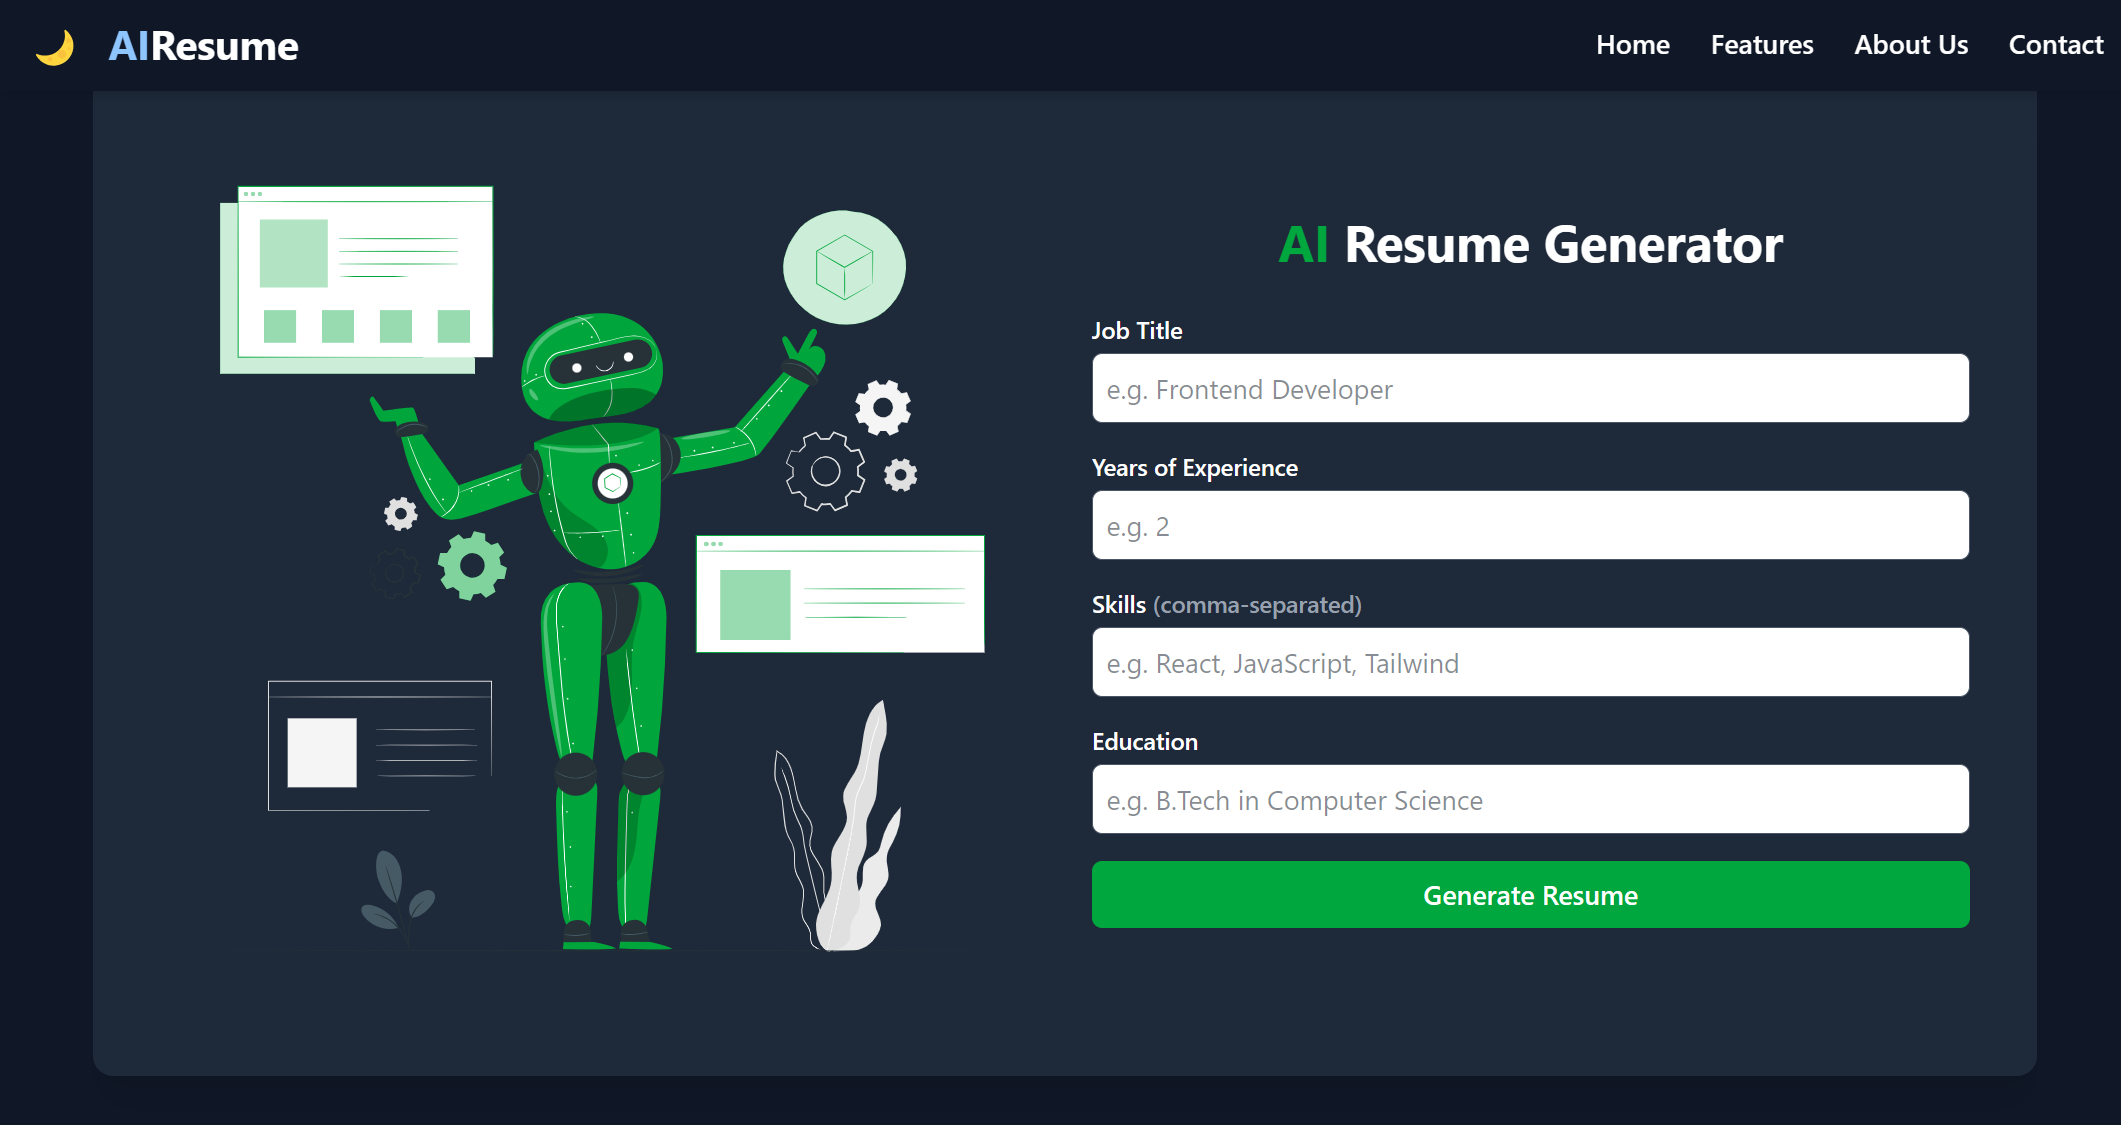 AIResume
Home Features About Us Contact
AI Resume Generator
Job Title
e.g. Frontend Developer
Years of Experience
e.g. 2
Skills (comma-separated)
e.g. React, JavaScript, Tailwind
Education
e.g. B.Tech in Computer Science
Generate Resume